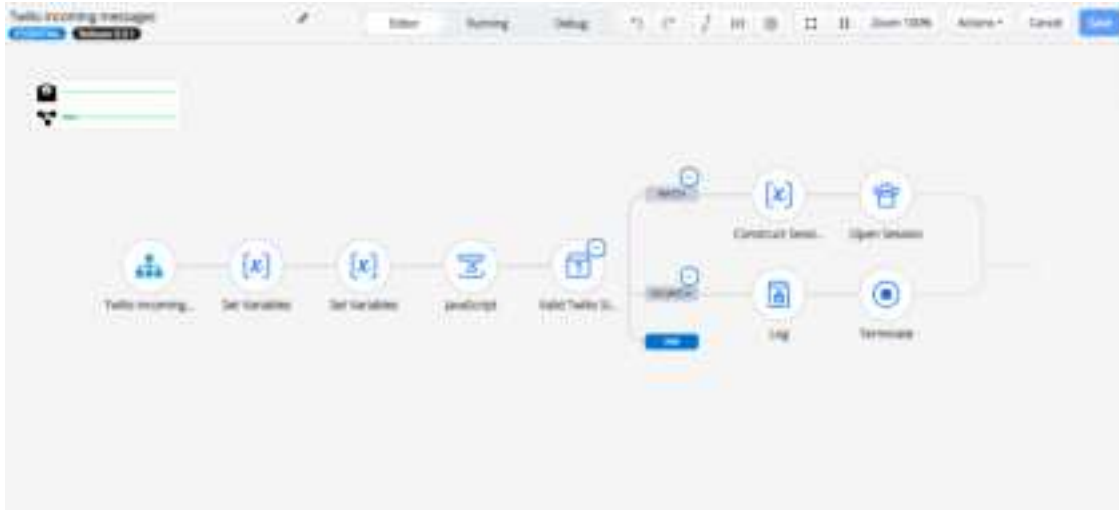 Twilio incoming messages
Editor Running Debug Zoom 100% Actions Cancel Save
Construct Sessi... Open Session
Twilio incoming... Set Variables Set Variables JavaScript Valid Twilio Si...
Log Terminate